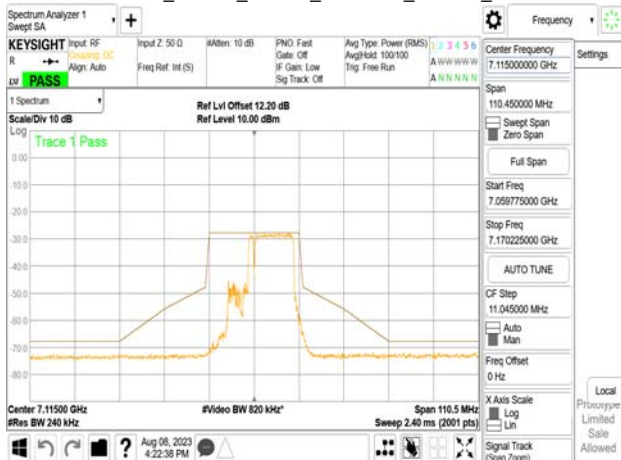 Spectrum Analyzer 1
Swept SA
+
Frequency
KEYSIGHT
Input: RF
Coupling: DC
Align: Auto
Input Z: 50 Ω
Freq Ref: Int (S)
#Atten: 10 dB
PNO: Fast
Gate: Off
IF Gain: Low
Sig Track: Off
Avg Type: Power (RMS)
Avg|Hold: 100/100
Trig: Free Run
1 2 3 4 5 6
A W W W W W
A N N N N N
R
LV PASS
Center Frequency
7.115000000 GHz
Settings
Span
110.450000 MHz
Swept Span
Zero Span
Full Span
Start Freq
7.059775000 GHz
Stop Freq
7.170225000 GHz
AUTO TUNE
CF Step
11.045000 MHz
Auto
Man
Freq Offset
0 Hz
X Axis Scale
Log
Lin
Signal Track
(Span Zoom)
Local
Prototype
Limited
Sale
Allowed
1 Spectrum
Scale/Div 10 dB
Ref Lvl Offset 12.20 dB
Ref Level 10.00 dBm
Log
Trace 1 Pass
0.00
-10.0
-20.0
-30.0
-40.0
-50.0
-60.0
-70.0
-80.0
Center 7.11500 GHz
#Res BW 240 kHz
#Video BW 820 kHz*
Span 110.5 MHz
Sweep 2.40 ms (2001 pts)
?
Aug 08, 2023
4:22:38 PM